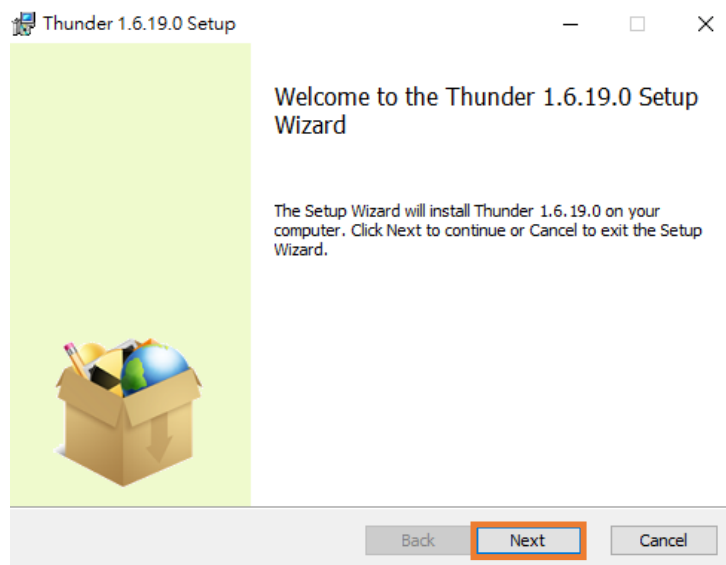 Thunder 1.6.19.0 Setup
Welcome to the Thunder 1.6.19.0 Setup
Wizard
The Setup Wizard will install Thunder 1.6.19.0 on your
computer. Click Next to continue or Cancel to exit the Setup
Wizard.
Back Next Cancel